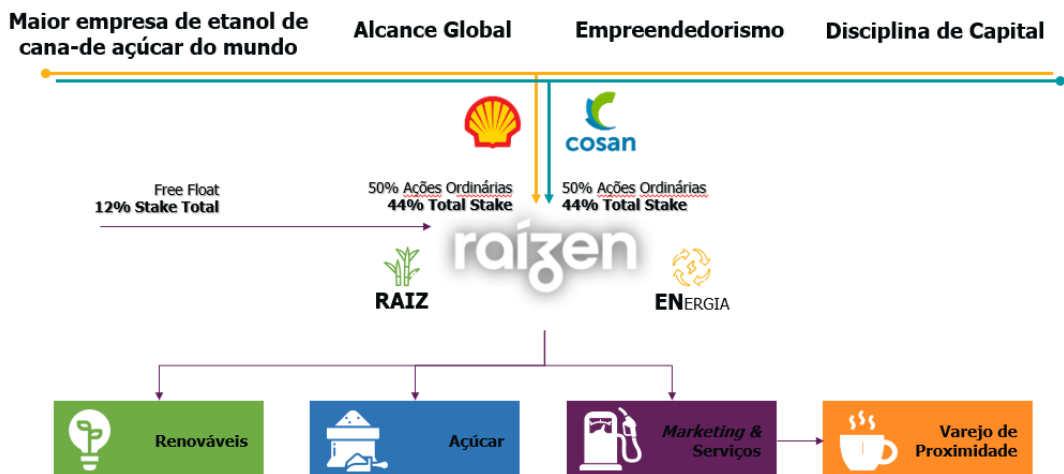 Maior empresa de etanol de
cana-de açúcar do mundo
Alcance Global
Empreendedorismo
Disciplina de Capital
cosan
Free Float
12% Stake Total
50% Ações Ordinárias
44% Total Stake
50% Ações Ordinárias
44% Total Stake
raízen
RAIZ
ENERGIA
Renováveis
Açúcar
Marketing &
Serviços
Varejo de
Proximidade